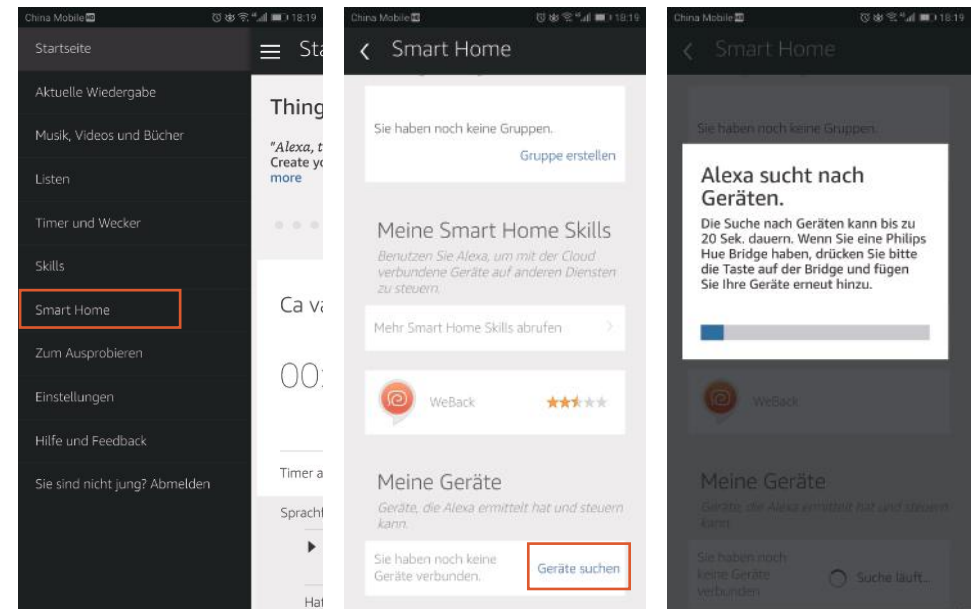 China Mobile HD 18:19
Startseite
Aktuelle Wiedergabe
Musik, Videos und Bücher
Listen
Timer und Wecker
Skills
Smart Home
Zum Ausprobieren
Einstellungen
Hilfe und Feedback
Sie sind nicht jung? Abmelden
Sta
Thing
"Alexa, t
Create yo
more
Ca va
00:
Timer a
Sprach
Hat
China Mobile HD 18:19
Smart Home
Sie haben noch keine Gruppen.
Gruppe erstellen
Meine Smart Home Skills
Benutzen Sie Alexa, um mit der Cloud
verbundene Geräte auf anderen Diensten
zu steuern.
Mehr Smart Home Skills abrufen
WeBack
Meine Geräte
Geräte, die Alexa ermittelt hat und steuern
kann.
Sie haben noch keine
Geräte verbunden.
Geräte suchen
China Mobile HD 18:19
Smart Home
Sie haben noch keine Gruppen.
Alexa sucht nach
Geräten.
Die Suche nach Geräten kann bis zu
20 Sek. dauern. Wenn Sie eine Philips
Hue Bridge haben, drücken Sie bitte
die Taste auf der Bridge und fügen
Sie Ihre Geräte erneut hinzu.
WeBack
Meine Geräte
Geräte, die Alexa ermittelt hat und steuern
kann.
Sie haben noch
keine Geräte
verbunden.
Suche läuft...